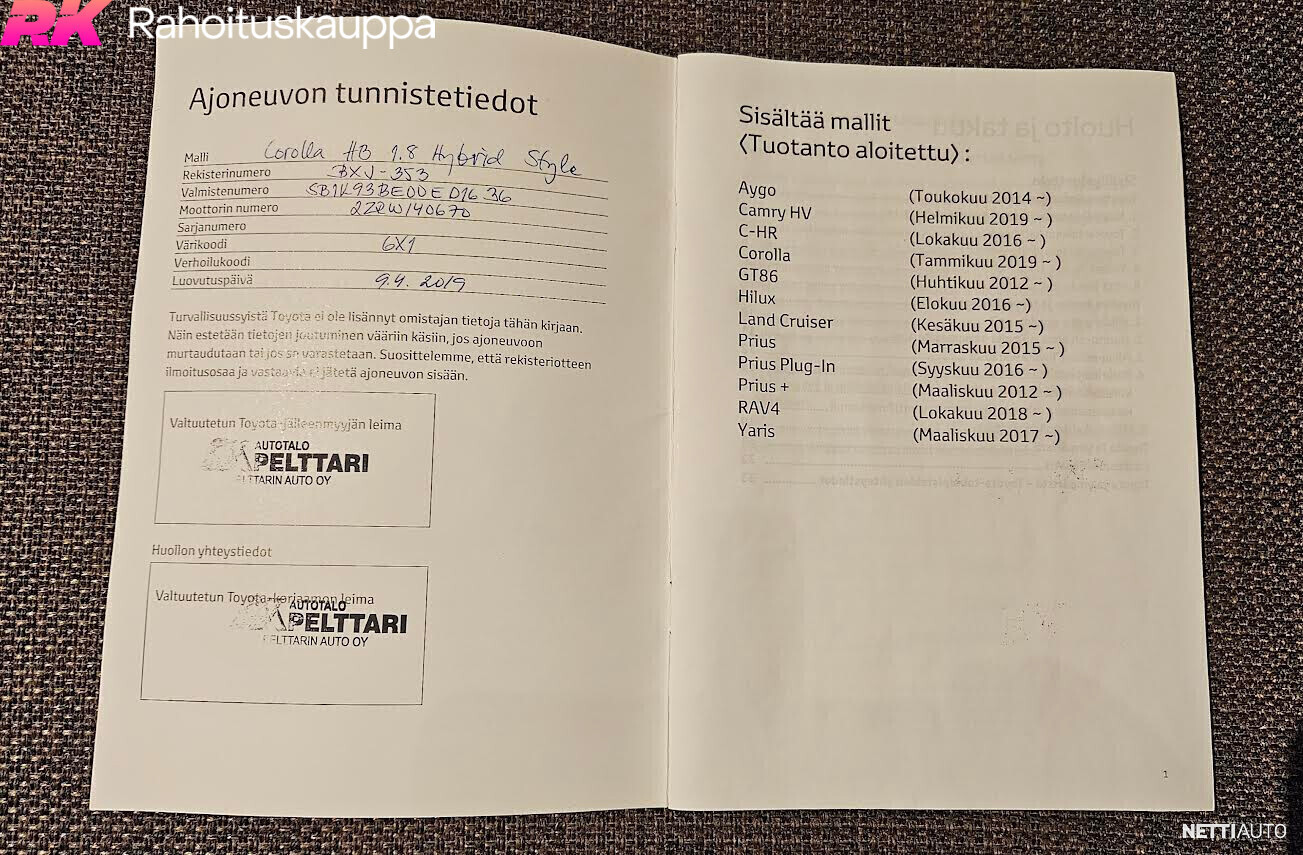 RK Rahoituskauppa
Ajoneuvon tunnistetiedot
Malli Corolla HB 1.8 Hybrid Style
Rekisterinumero BXV-353
Valmistenumero SB1K93BE00E01636
Moottorin numero 2ZRW140670
Sarjanumero
Värikoodi 6X1
Verhoilukoodi
Luovutuspäivä 9.4. 2019
Turvallisuussyistä Toyota ei ole lisännyt omistajan tietoja tähän kirjaan.
Näin estetään tietojen joutuminen vääriin käsiin, jos ajoneuvoon
murtaudutaan tai jos se varastetaan. Suosittelemme, että rekisteriotteen
ilmoitusosaa ja vastaavia ei jätetä ajoneuvon sisään.
Valtuutetun Toyota-jälleenmyyjän leima
AUTOTALO
PELTTARI
PELTTARIN AUTO OY
Huollon yhteystiedot
Valtuutetun Toyota-korjaamon leima
AUTOTALO
PELTTARI
PELTTARIN AUTO OY
Sisältää mallit
(Tuotanto aloitettu) :
Aygo (Toukokuu 2014 ~)
Camry HV (Helmikuu 2019 ~)
C-HR (Lokakuu 2016 ~)
Corolla (Tammikuu 2019 ~)
GT86 (Huhtikuu 2012 ~)
Hilux (Elokuu 2016 ~)
Land Cruiser (Kesäkuu 2015 ~)
Prius (Marraskuu 2015 ~)
Prius Plug-In (Syyskuu 2016 ~)
Prius + (Maaliskuu 2012 ~)
RAV4 (Lokakuu 2018 ~)
Yaris (Maaliskuu 2017 ~)
1
NETTIAUTO